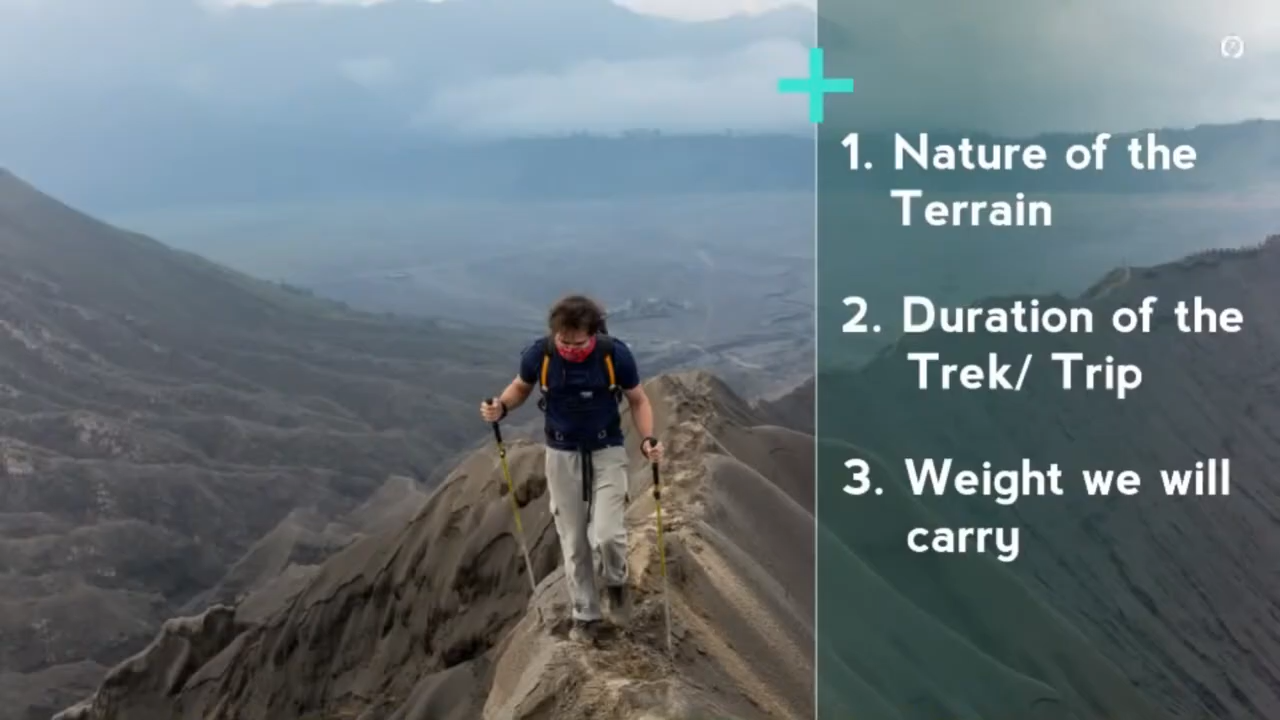 1. Nature of the
Terrain
2. Duration of the
Trek/ Trip
3. Weight we will
carry